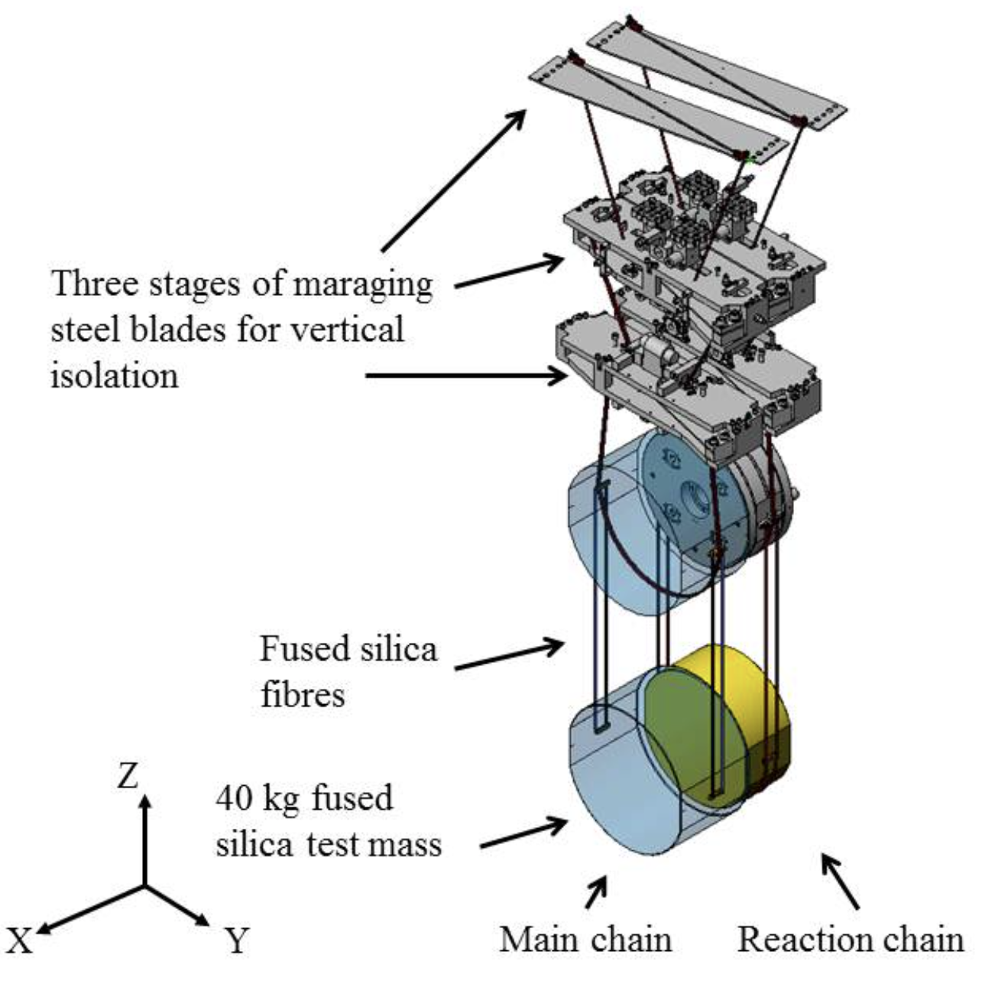 Three stages of maraging
steel blades for vertical
isolation
Fused silica
fibres
40 kg fused
silica test mass
Z
X
Y
Main chain
Reaction chain